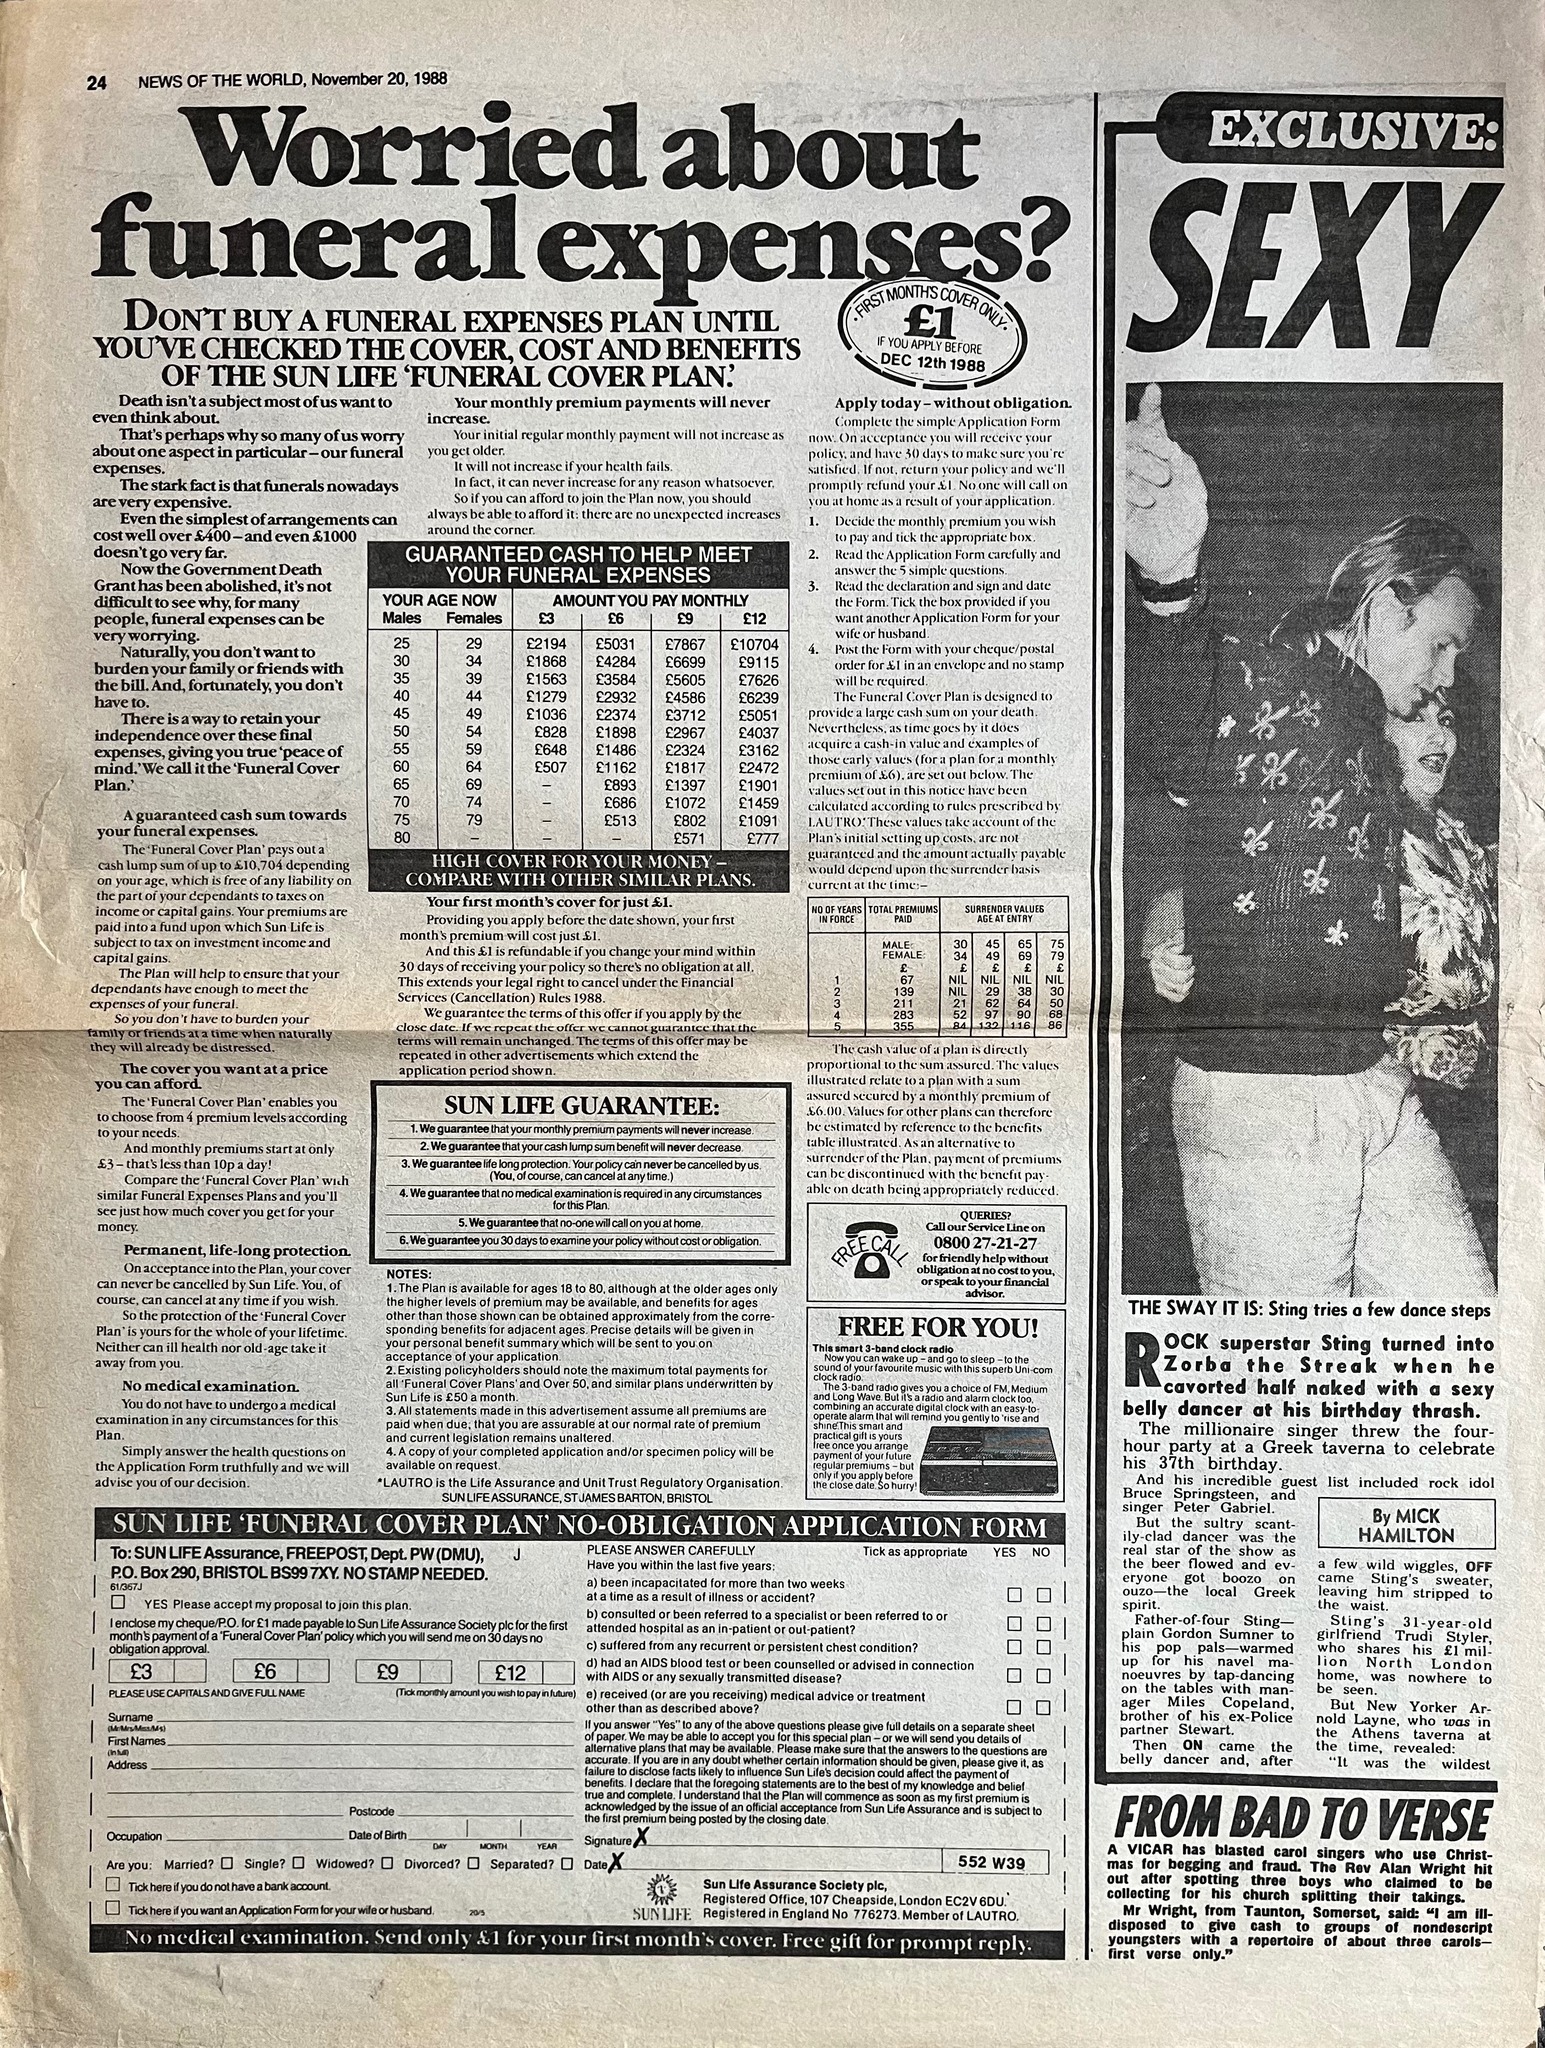 24 NEWS OF THE WORLD, November 20, 1988
Worried about
funeral expenses?
DON'T BUY A FUNERAL EXPENSES PLAN UNTIL
YOU'VE CHECKED THE COVER, COST AND BENEFITS
OF THE SUN LIFE 'FUNERAL COVER PLAN.'
FIRST MONTH'S COVER ONLY
£1
IF YOU APPLY BEFORE
DEC 12th 1988
Death isn't a subject most of us want to
even think about.
That's perhaps why so many of us worry
about one aspect in particular – our funeral
expenses.
The stark fact is that funerals nowadays
are very expensive.
Even the simplest of arrangements can
cost well over £400 – and even £1000
doesn't go very far.
Now the Government Death
Grant has been abolished, it's not
difficult to see why, for many
people, funeral expenses can be
very worrying.
Naturally, you don't want to
burden your family or friends with
the bill. And, fortunately, you don't
have to.
There is a way to retain your
independence over these final
expenses, giving you true 'peace of
mind.' We call it the 'Funeral Cover
Plan.'
A guaranteed cash sum towards
your funeral expenses.
The 'Funeral Cover Plan' pays out a
cash lump sum of up to £10,704 depending
on your age, which is free of any liability on
the part of your dependants to taxes on
income or capital gains. Your premiums are
paid into a fund upon which Sun Life is
subject to tax on investment income and
capital gains.
The Plan will help to ensure that your
dependants have enough to meet the
expenses of your funeral.
So you don't have to burden your
family or friends at a time when naturally
they will already be distressed.
The cover you want at a price
you can afford.
The 'Funeral Cover Plan' enables you
to choose from 4 premium levels according
to your needs.
And monthly premiums start at only
£3 – that's less than 10p a day!
Compare the 'Funeral Cover Plan' with
similar Funeral Expenses Plans and you'll
see just how much cover you get for your
money.
Permanent, life-long protection.
On acceptance into the Plan, your cover
can never be cancelled by Sun Life. You, of
course, can cancel at any time if you wish.
So the protection of the 'Funeral Cover
Plan' is yours for the whole of your lifetime.
Neither can ill health nor old-age take it
away from you.
No medical examination.
You do not have to undergo a medical
examination in any circumstances for this
Plan.
Simply answer the health questions on
the Application Form truthfully and we will
advise you of our decision.
Your monthly premium payments will never
increase.
Your initial regular monthly payment will not increase as
you get older.
It will not increase if your health fails.
In fact, it can never increase for any reason whatsoever.
So if you can afford to join the Plan now, you should
always be able to afford it: there are no unexpected increases
around the corner.
GUARANTEED CASH TO HELP MEET
YOUR FUNERAL EXPENSES
YOUR AGE NOW AMOUNT YOU PAY MONTHLY
Males Females £3 £6 £9 £12
25 29 £2194 £5031 £7867 £10704
30 34 £1868 £4284 £6699 £9115
35 39 £1563 £3584 £5605 £7626
40 44 £1279 £2932 £4586 £6239
45 49 £1036 £2374 £3712 £5051
50 54 £828 £1898 £2967 £4037
55 59 £648 £1486 £2324 £3162
60 64 £507 £1162 £1817 £2472
65 69 – £893 £1397 £1901
70 74 – £686 £1072 £1459
75 79 – £513 £802 £1091
80 – – – £571 £777
HIGH COVER FOR YOUR MONEY –
COMPARE WITH OTHER SIMILAR PLANS.
Your first month's cover for just £1.
Providing you apply before the date shown, your first
month's premium will cost just £1.
And this £1 is refundable if you change your mind within
30 days of receiving your policy so there's no obligation at all.
This extends your legal right to cancel under the Financial
Services (Cancellation) Rules 1988.
We guarantee the terms of this offer if you apply by the
close date. If we repeat the offer we cannot guarantee that the
terms will remain unchanged. The terms of this offer may be
repeated in other advertisements which extend the
application period shown.
SUN LIFE GUARANTEE:
1. We guarantee that your monthly premium payments will never increase.
2. We guarantee that your cash lump sum benefit will never decrease.
3. We guarantee life long protection. Your policy can never be cancelled by us.
(You, of course, can cancel at any time.)
4. We guarantee that no medical examination is required in any circumstances
for this Plan.
5. We guarantee that no-one will call on you at home.
6. We guarantee you 30 days to examine your policy without cost or obligation.
NOTES:
1. The Plan is available for ages 18 to 80, although at the older ages only
the higher levels of premium may be available, and benefits for ages
other than those shown can be obtained approximately from the corre-
sponding benefits for adjacent ages. Precise details will be given in
your personal benefit summary which will be sent to you on
acceptance of your application.
2. Existing policyholders should note the maximum total payments for
all 'Funeral Cover Plans' and Over 50, and similar plans underwritten by
Sun Life is £50 a month.
3. All statements made in this advertisement assume all premiums are
paid when due; that you are assurable at our normal rate of premium
and current legislation remains unaltered.
4. A copy of your completed application and/or specimen policy will be
available on request.
*LAUTRO is the Life Assurance and Unit Trust Regulatory Organisation.
SUN LIFE ASSURANCE, ST JAMES BARTON, BRISTOL
Apply today – without obligation.
Complete the simple Application Form
now. On acceptance you will receive your
policy, and have 30 days to make sure you're
satisfied. If not, return your policy and we'll
promptly refund your £1. No one will call on
you at home as a result of your application.
1. Decide the monthly premium you wish
to pay and tick the appropriate box.
2. Read the Application Form carefully and
answer the 5 simple questions.
3. Read the declaration and sign and date
the Form. Tick the box provided if you
want another Application Form for your
wife or husband.
4. Post the Form with your cheque/postal
order for £1 in an envelope and no stamp
will be required.
The Funeral Cover Plan is designed to
provide a large cash sum on your death.
Nevertheless, as time goes by it does
acquire a cash-in value and examples of
those early values (for a plan for a monthly
premium of £6), are set out below. The
values set out in this notice have been
calculated according to rules prescribed by
LAUTRO.* These values take account of the
Plan's initial setting up costs, are not
guaranteed and the amount actually payable
would depend upon the surrender basis
current at the time:–
NO OF YEARS IN FORCE TOTAL PREMIUMS PAID SURRENDER VALUES AGE AT ENTRY
MALE: 30 45 65 75
FEMALE: 34 49 69 79
£ £ £ £ £
1 67 NIL NIL NIL NIL
2 139 NIL 29 38 30
3 211 21 62 64 50
4 283 52 97 90 68
5 355 84 132 116 86
The cash value of a plan is directly
proportional to the sum assured. The values
illustrated relate to a plan with a sum
assured secured by a monthly premium of
£6.00. Values for other plans can therefore
be estimated by reference to the benefits
table illustrated. As an alternative to
surrender of the Plan, payment of premiums
can be discontinued with the benefit pay-
able on death being appropriately reduced.
FREE CALL
QUERIES?
Call our Service Line on
0800 27-21-27
for friendly help without
obligation at no cost to you,
or speak to your financial
advisor.
FREE FOR YOU!
This smart 3-band clock radio
Now you can wake up – and go to sleep – to the
sound of your favourite music with this superb Uni-com
clock radio.
The 3-band radio gives you a choice of FM, Medium
and Long Wave. But it's a radio and alarm clock too,
combining an accurate digital clock with an easy-to-
operate alarm that will remind you gently to 'rise and
shine'. This smart and
practical gift is yours
free once you arrange
payment of your future
regular premiums – but
only if you apply before
the close date. So hurry!
SUN LIFE 'FUNERAL COVER PLAN' NO-OBLIGATION APPLICATION FORM
To: SUN LIFE Assurance, FREEPOST, Dept. PW (DMU), J
P.O. Box 290, BRISTOL BS99 7XY. NO STAMP NEEDED.
61/367J
YES Please accept my proposal to join this plan.
I enclose my cheque/P.O. for £1 made payable to Sun Life Assurance Society plc for the first
month's payment of a 'Funeral Cover Plan' policy which you will send me on 30 days no
obligation approval.
£3 £6 £9 £12
PLEASE USE CAPITALS AND GIVE FULL NAME (Tick monthly amount you wish to pay in future)
Surname
(Mr/Mrs/Miss/Ms)
First Names
(In full)
Address
Postcode
Occupation Date of Birth
DAY MONTH YEAR
Are you: Married? Single? Widowed? Divorced? Separated?
Tick here if you do not have a bank account.
Tick here if you want an Application Form for your wife or husband. 20/5
PLEASE ANSWER CAREFULLY Tick as appropriate YES NO
Have you within the last five years:
a) been incapacitated for more than two weeks
at a time as a result of illness or accident?
b) consulted or been referred to a specialist or been referred to or
attended hospital as an in-patient or out-patient?
c) suffered from any recurrent or persistent chest condition?
d) had an AIDS blood test or been counselled or advised in connection
with AIDS or any sexually transmitted disease?
e) received (or are you receiving) medical advice or treatment
other than as described above?
If you answer "Yes" to any of the above questions please give full details on a separate sheet
of paper. We may be able to accept you for this special plan – or we will send you details of
alternative plans that may be available. Please make sure that the answers to the questions are
accurate. If you are in any doubt whether certain information should be given, please give it, as
failure to disclose facts likely to influence Sun Life's decision could affect the payment of
benefits. I declare that the foregoing statements are to the best of my knowledge and belief
true and complete. I understand that the Plan will commence as soon as my first premium is
acknowledged by the issue of an official acceptance from Sun Life Assurance and is subject to
the first premium being posted by the closing date.
Signature X
Date X 552 W39
SUN LIFE
Sun Life Assurance Society plc,
Registered Office, 107 Cheapside, London EC2V 6DU.
Registered in England No 776273. Member of LAUTRO.
No medical examination. Send only £1 for your first month's cover. Free gift for prompt reply.
EXCLUSIVE:
SEXY
THE SWAY IT IS: Sting tries a few dance steps
ROCK superstar Sting turned into
Zorba the Streak when he
cavorted half naked with a sexy
belly dancer at his birthday thrash.
The millionaire singer threw the four-
hour party at a Greek taverna to celebrate
his 37th birthday.
And his incredible guest list included rock idol
Bruce Springsteen, and
singer Peter Gabriel.
But the sultry scant-
ily-clad dancer was the
real star of the show as
the beer flowed and ev-
eryone got boozo on
ouzo—the local Greek
spirit.
Father-of-four Sting—
plain Gordon Sumner to
his pop pals—warmed
up for his navel ma-
noeuvres by tap-dancing
on the tables with man-
ager Miles Copeland,
brother of his ex-Police
partner Stewart.
Then ON came the
belly dancer and, after
By MICK
HAMILTON
a few wild wiggles, OFF
came Sting's sweater,
leaving him stripped to
the waist.
Sting's 31-year-old
girlfriend Trudi Styler,
who shares his £1 mil-
lion North London
home, was nowhere to
be seen.
But New Yorker Ar-
nold Layne, who was in
the Athens taverna at
the time, revealed:
"It was the wildest
FROM BAD TO VERSE
A VICAR has blasted carol singers who use Christ-
mas for begging and fraud. The Rev Alan Wright hit
out after spotting three boys who claimed to be
collecting for his church splitting their takings.
Mr Wright, from Taunton, Somerset, said: "I am ill-
disposed to give cash to groups of nondescript
youngsters with a repertoire of about three carols—
first verse only."